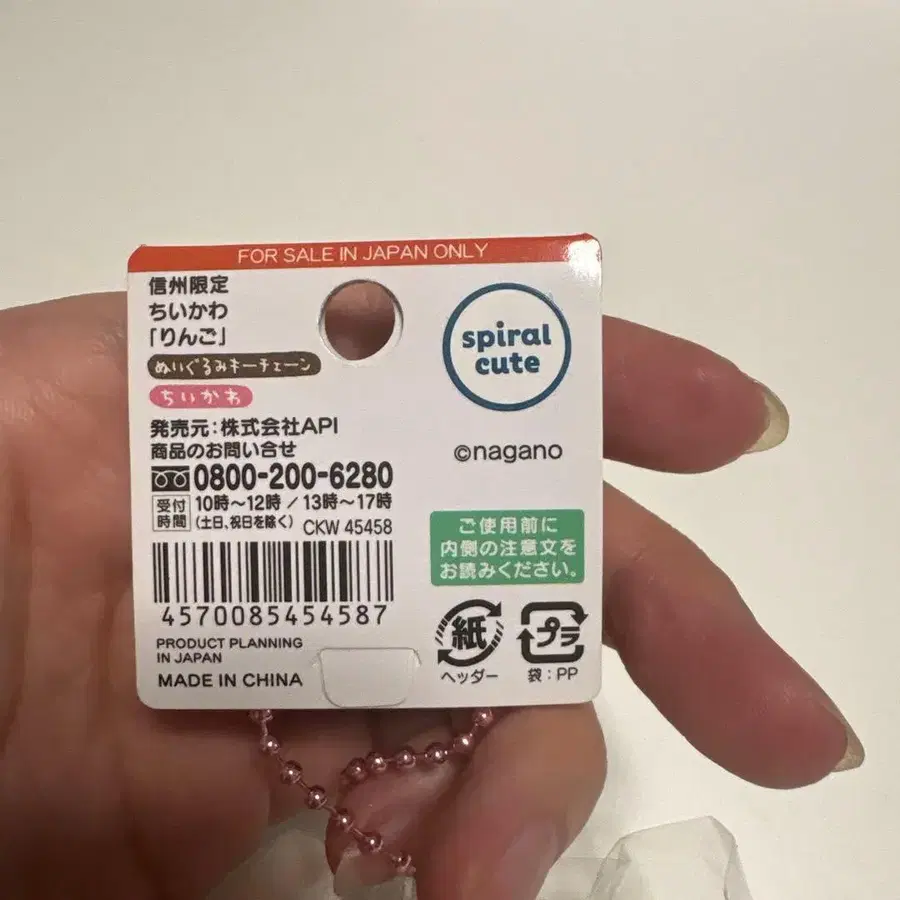 FOR SALE IN JAPAN ONLY
信州限定
ちいかわ
「りんご」
ぬいぐるみキーチェーン
ちいかわ
発売元:株式会社API
商品のお問い合せ
0800-200-6280
受付
時間
10時~12時 / 13時~17時
(土日、祝日を除く)
CKW 45458
4570085454587
PRODUCT PLANNING
IN JAPAN
MADE IN CHINA
spiral
cute
©nagano
ご使用前に
内側の注意文を
お読みください。
紙
ヘッダー
プラ
袋:PP